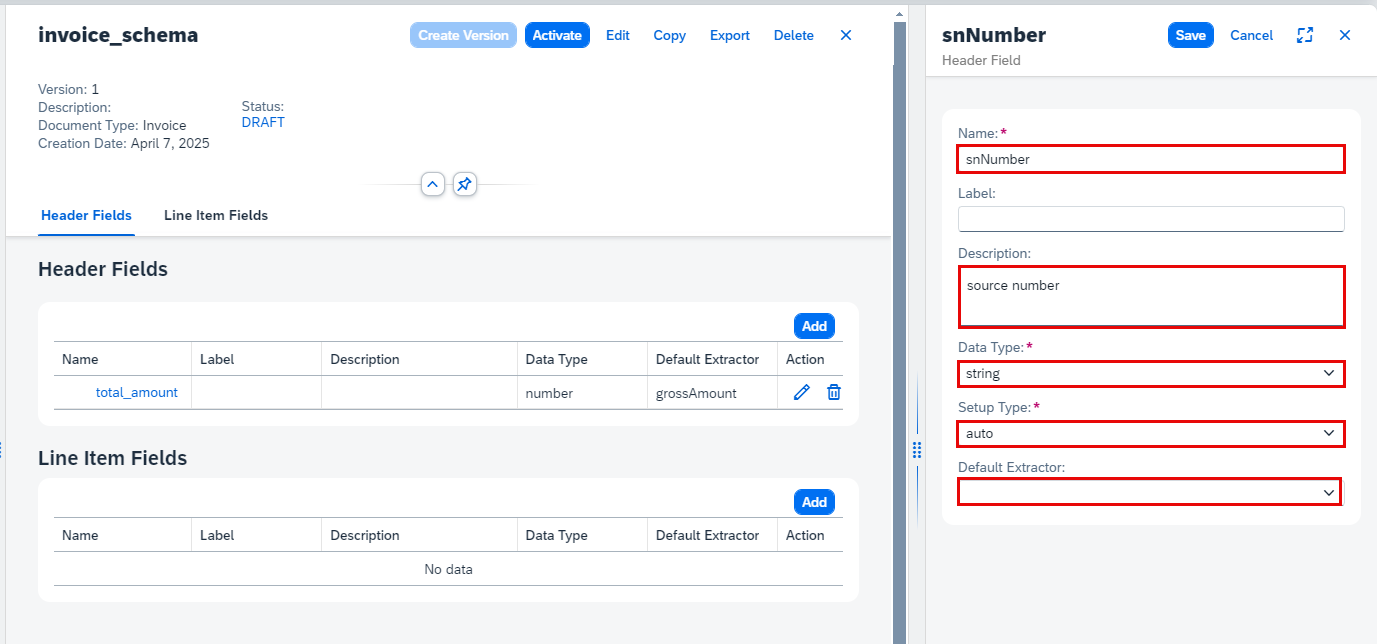 invoice_schema
Create Version Activate Edit Copy Export Delete
Version: 1
Description:
Document Type: Invoice
Creation Date: April 7, 2025
Status:
DRAFT
Header Fields Line Item Fields
Header Fields
Add
Name Label Description Data Type Default Extractor Action
total_amount number grossAmount
Line Item Fields
Add
Name Label Description Data Type Default Extractor Action
No data
snNumber
Header Field
Save Cancel
Name:*
snNumber
Label:
Description:
source number
Data Type:*
string
Setup Type:*
auto
Default Extractor: